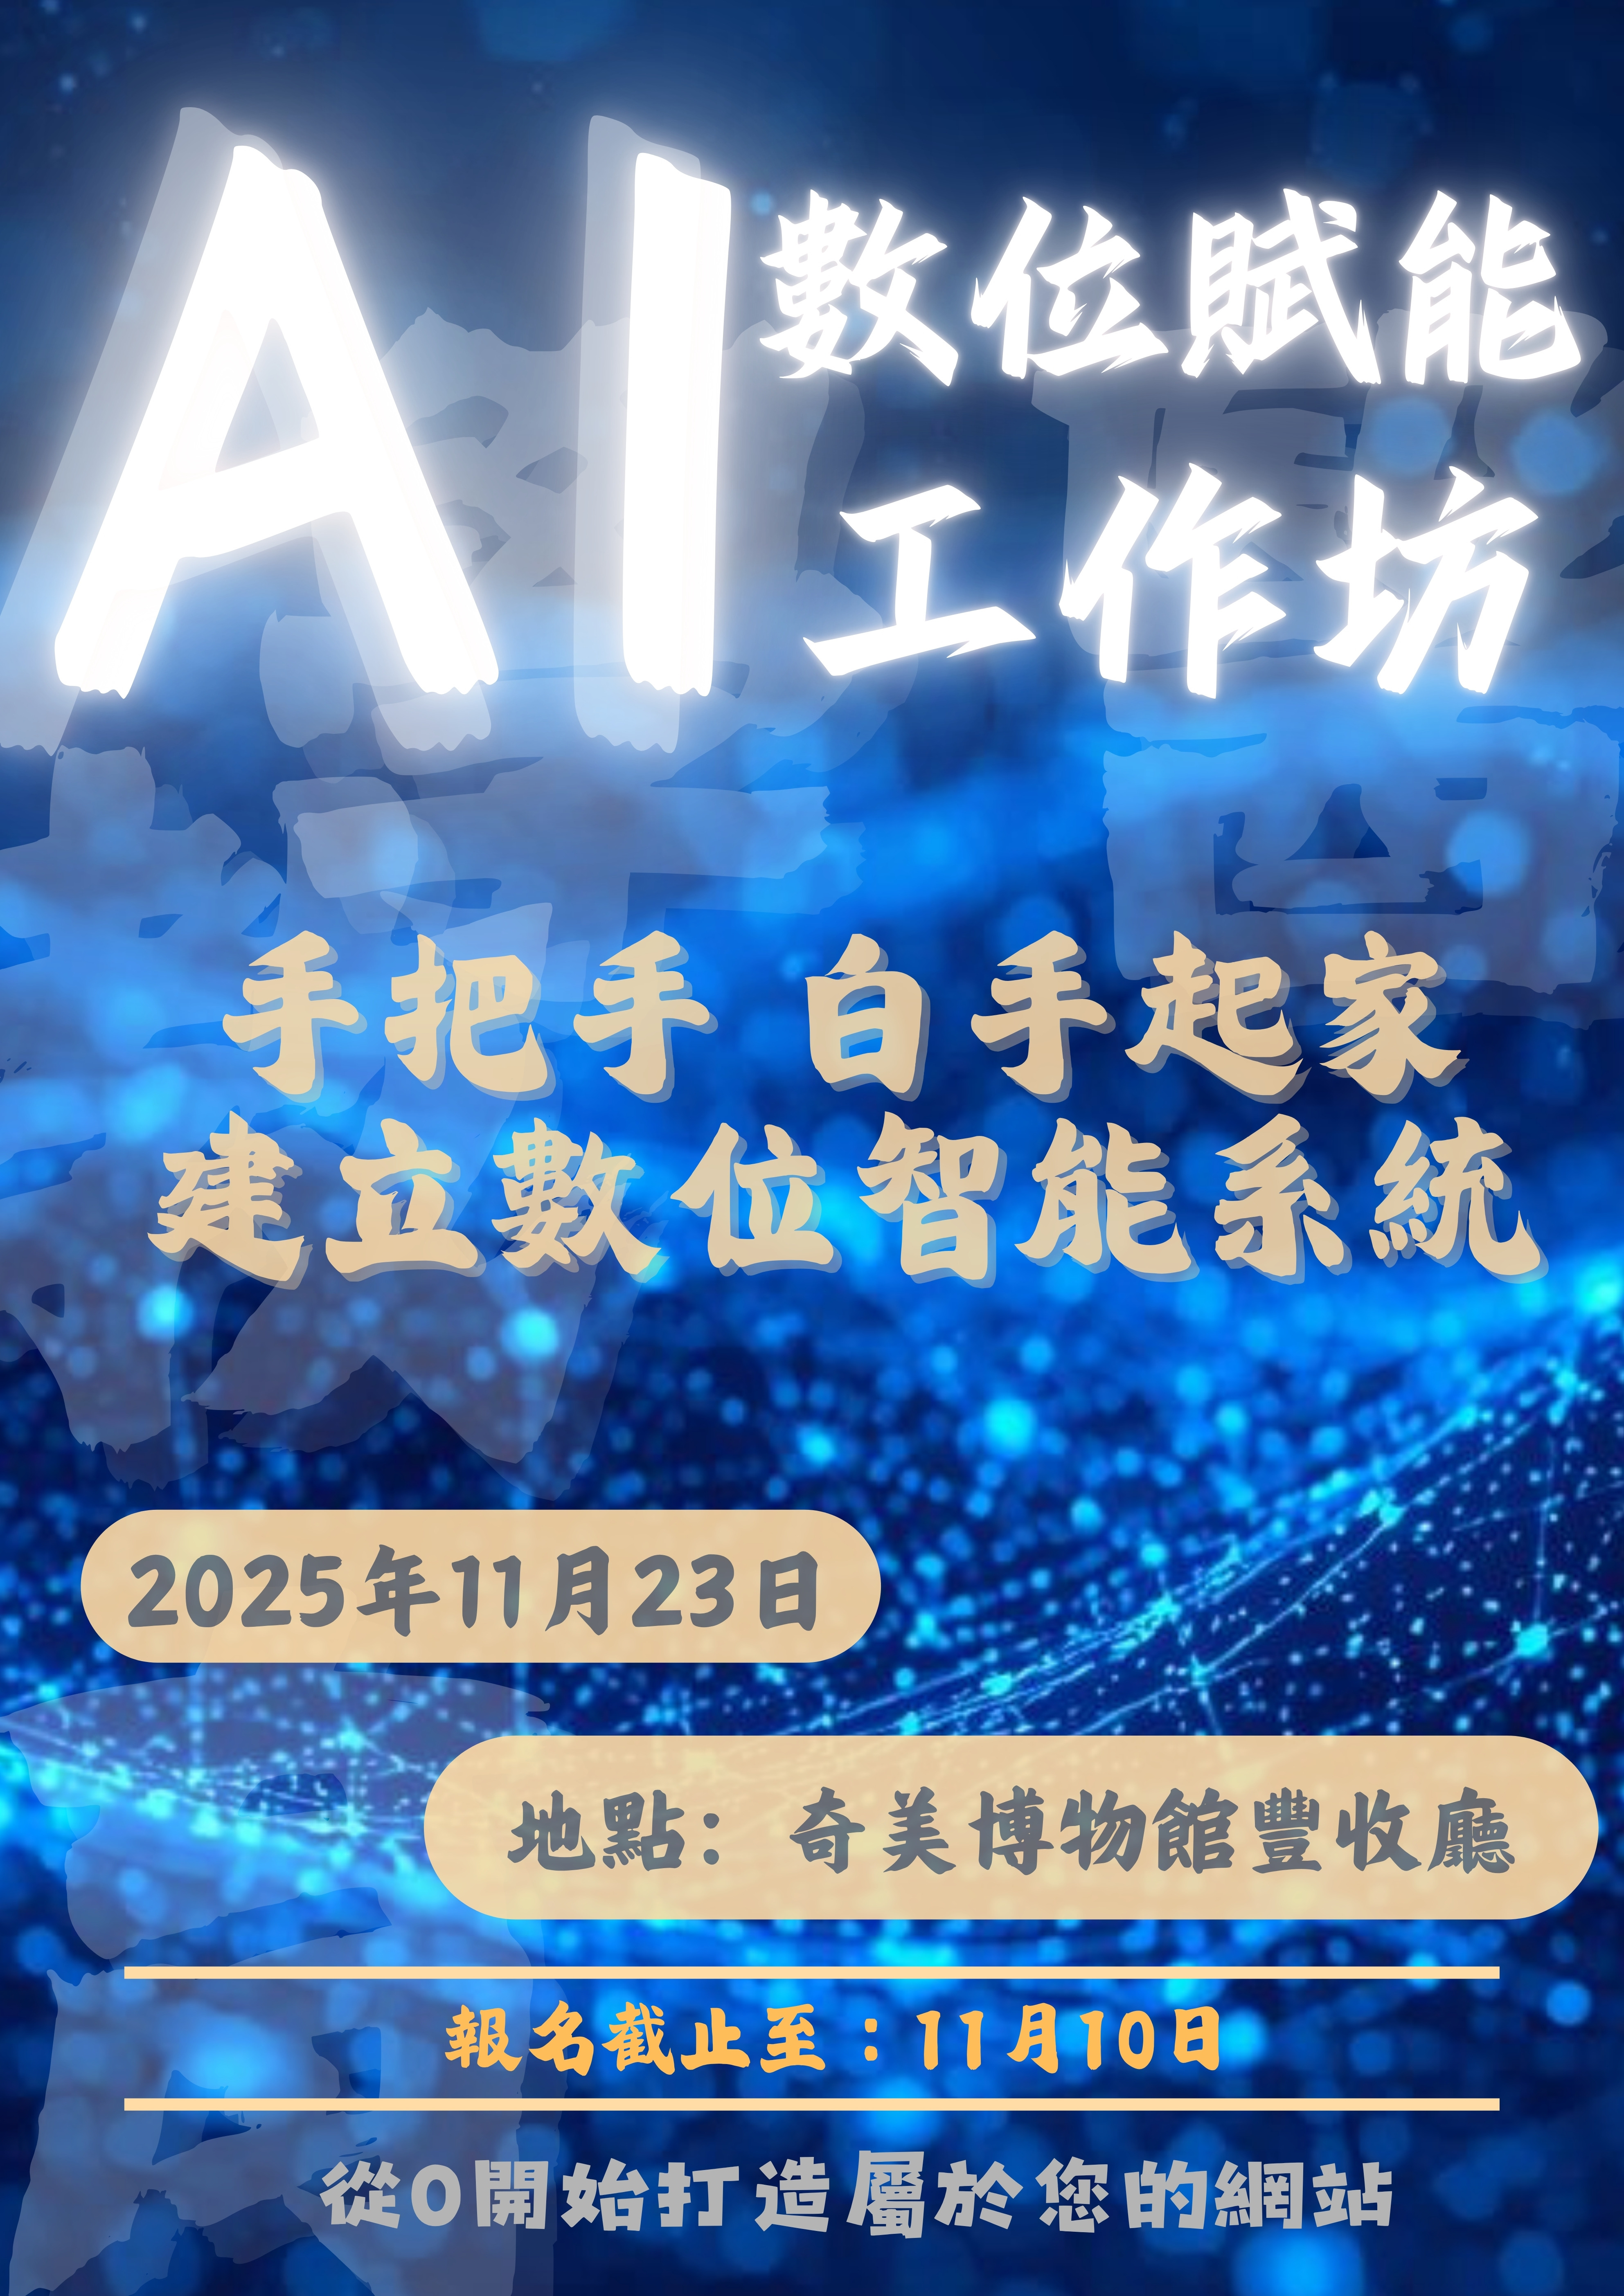 AI 數位賦能
工作坊
手把手 白手起家
建立數位智能系統
2025年11月23日
地點：奇美博物館豐收廳
報名截止至：11月10日
從0開始打造屬於您的網站